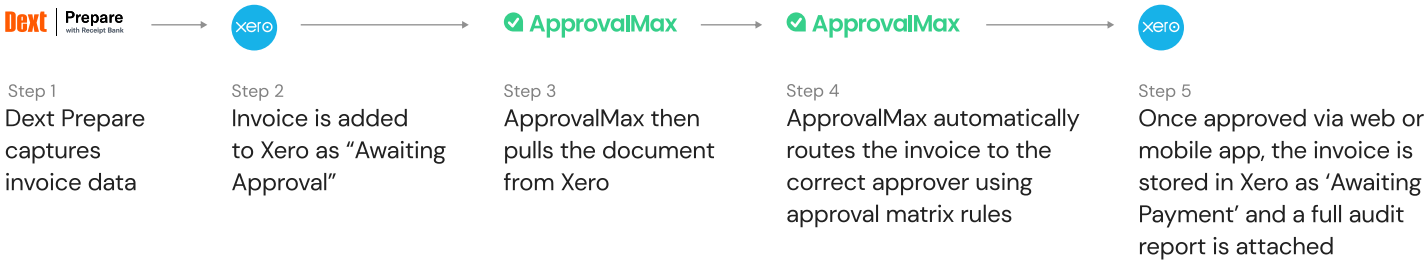 Dext Prepare
with Receipt Bank
xero
ApprovalMax
ApprovalMax
xero
Step 1
Dext Prepare
captures
invoice data
Step 2
Invoice is added
to Xero as “Awaiting
Approval”
Step 3
ApprovalMax then
pulls the document
from Xero
Step 4
ApprovalMax automatically
routes the invoice to the
correct approver using
approval matrix rules
Step 5
Once approved via web or
mobile app, the invoice is
stored in Xero as ‘Awaiting
Payment’ and a full audit
report is attached